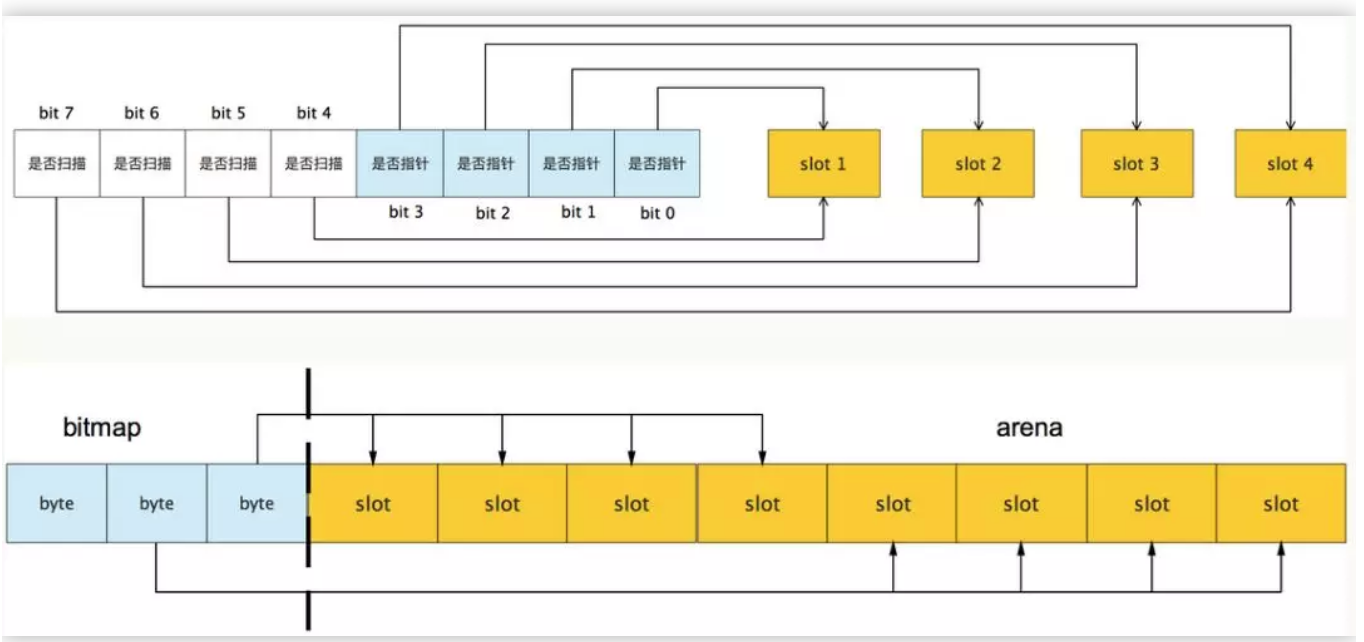 bit 7 bit 6 bit 5 bit 4
是否扫描 是否扫描 是否扫描 是否扫描 是否指针 是否指针 是否指针 是否指针 slot 1 slot 2 slot 3 slot 4
bit 3 bit 2 bit 1 bit 0
bitmap arena
byte byte byte slot slot slot slot slot slot slot slot